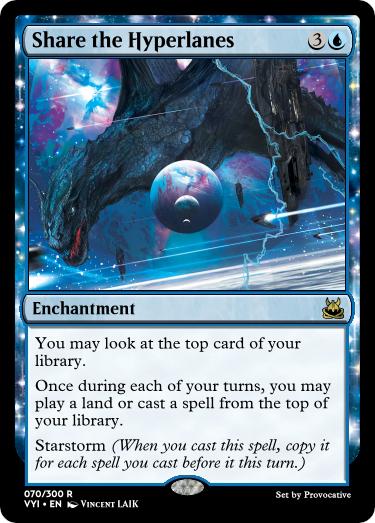 Share the Hyperlanes 3
Enchantment
You may look at the top card of your
library.
Once during each of your turns, you may
play a land or cast a spell from the top of
your library.
Starstorm (When you cast this spell, copy it
for each spell you cast before it this turn.)
070/300 R
VYI • EN Vincent LAIK
Set by Provocative